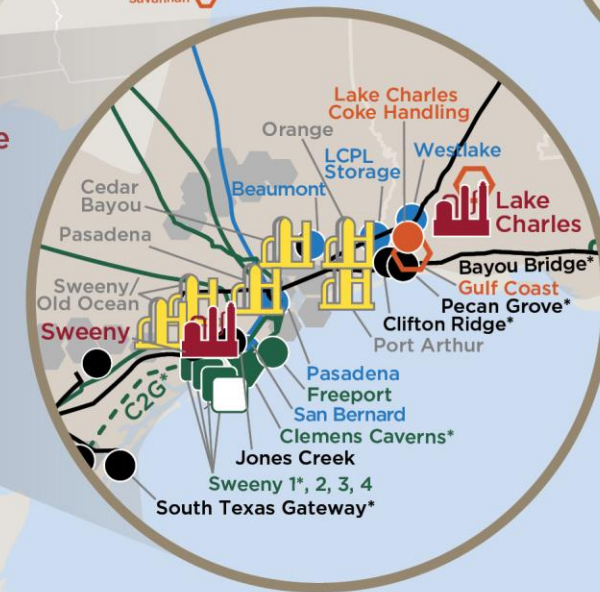 Savannah
e
Lake Charles
Coke Handling
Orange
LCPL
Storage
Westlake
Cedar
Bayou
Beaumont
Lake
Charles
Pasadena
Bayou Bridge*
Sweeny/
Old Ocean
Gulf Coast
Pecan Grove*
Clifton Ridge*
Sweeny
Port Arthur
Pasadena
Freeport
C2G*
San Bernard
Clemens Caverns*
Jones Creek
Sweeny 1*, 2, 3, 4
South Texas Gateway*